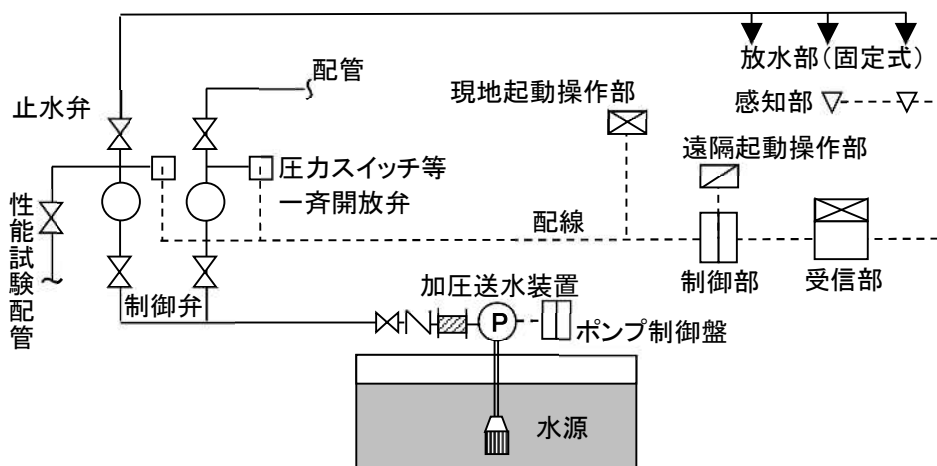 配管
放水部(固定式)
止水弁
現地起動操作部
感知部
遠隔起動操作部
圧力スイッチ等
一斉開放弁
性能試験配管
配線
制御部
受信部
制御弁
加圧送水装置
P
ポンプ制御盤
水源